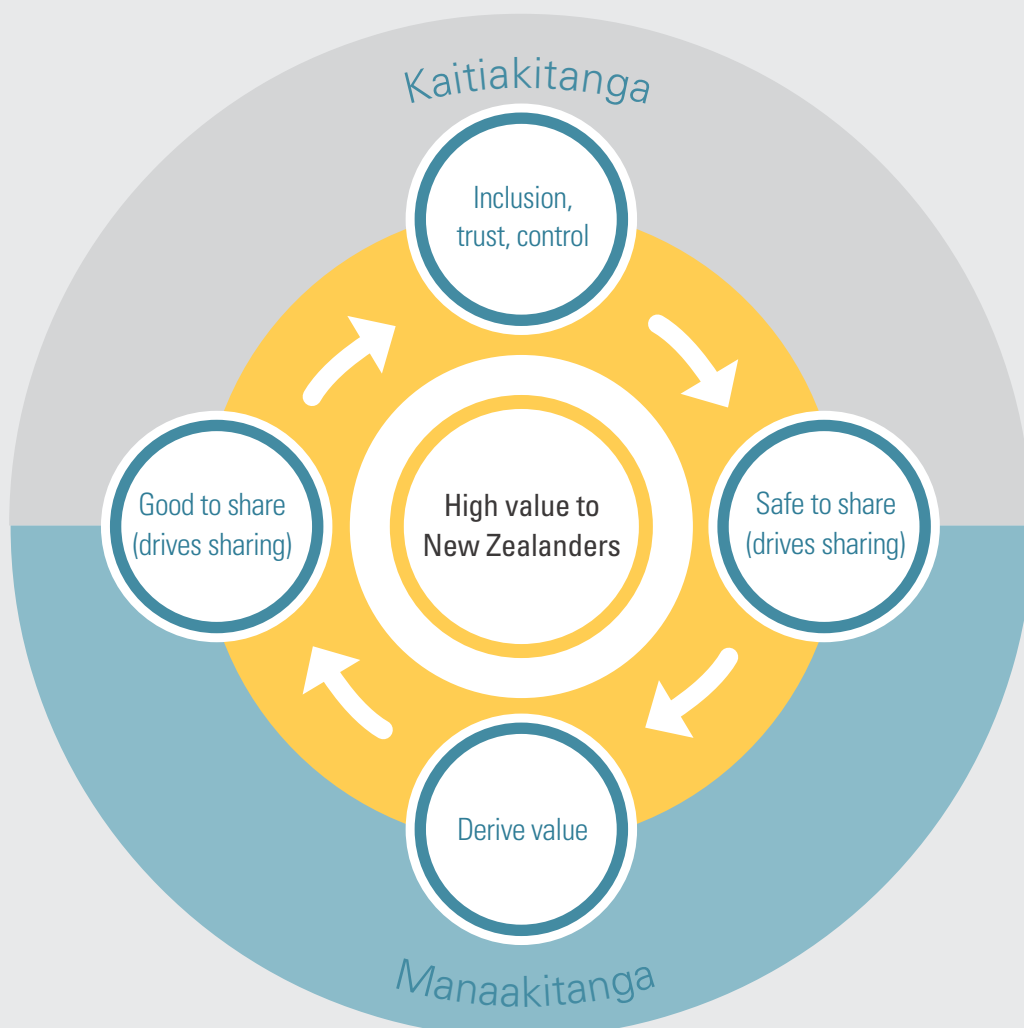 Kaitiakitanga
Inclusion,
trust, control
Good to share
(drives sharing)
High value to
New Zealanders
Safe to share
(drives sharing)
Derive value
Manaakitanga